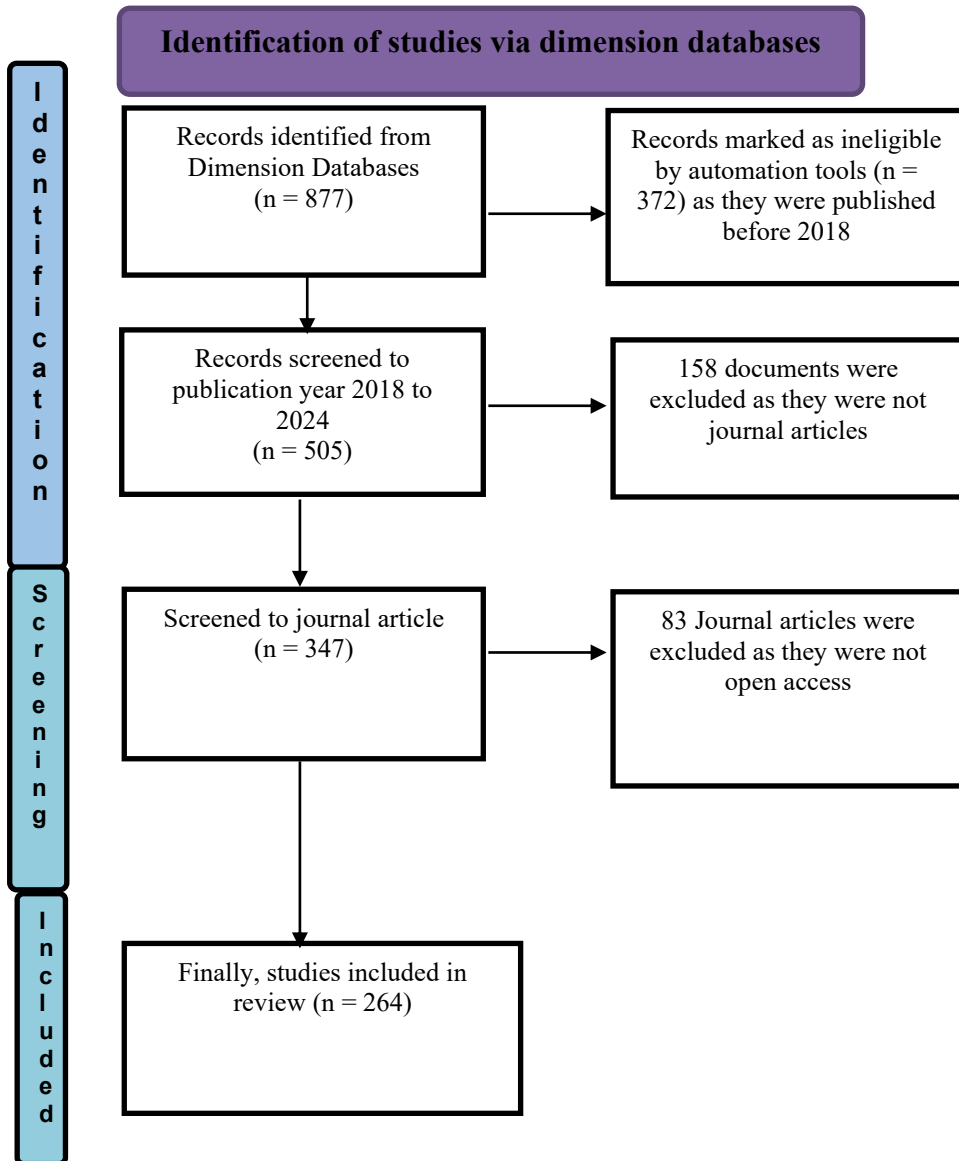 Identification of studies via dimension databases
Identification
Records identified from
Dimension Databases
(n = 877)
Records marked as ineligible
by automation tools (n =
372) as they were published
before 2018
Records screened to
publication year 2018 to
2024
(n = 505)
158 documents were
excluded as they were not
journal articles
Screening
Screened to journal article
(n = 347)
83 Journal articles were
excluded as they were not
open access
Included
Finally, studies included in
review (n = 264)